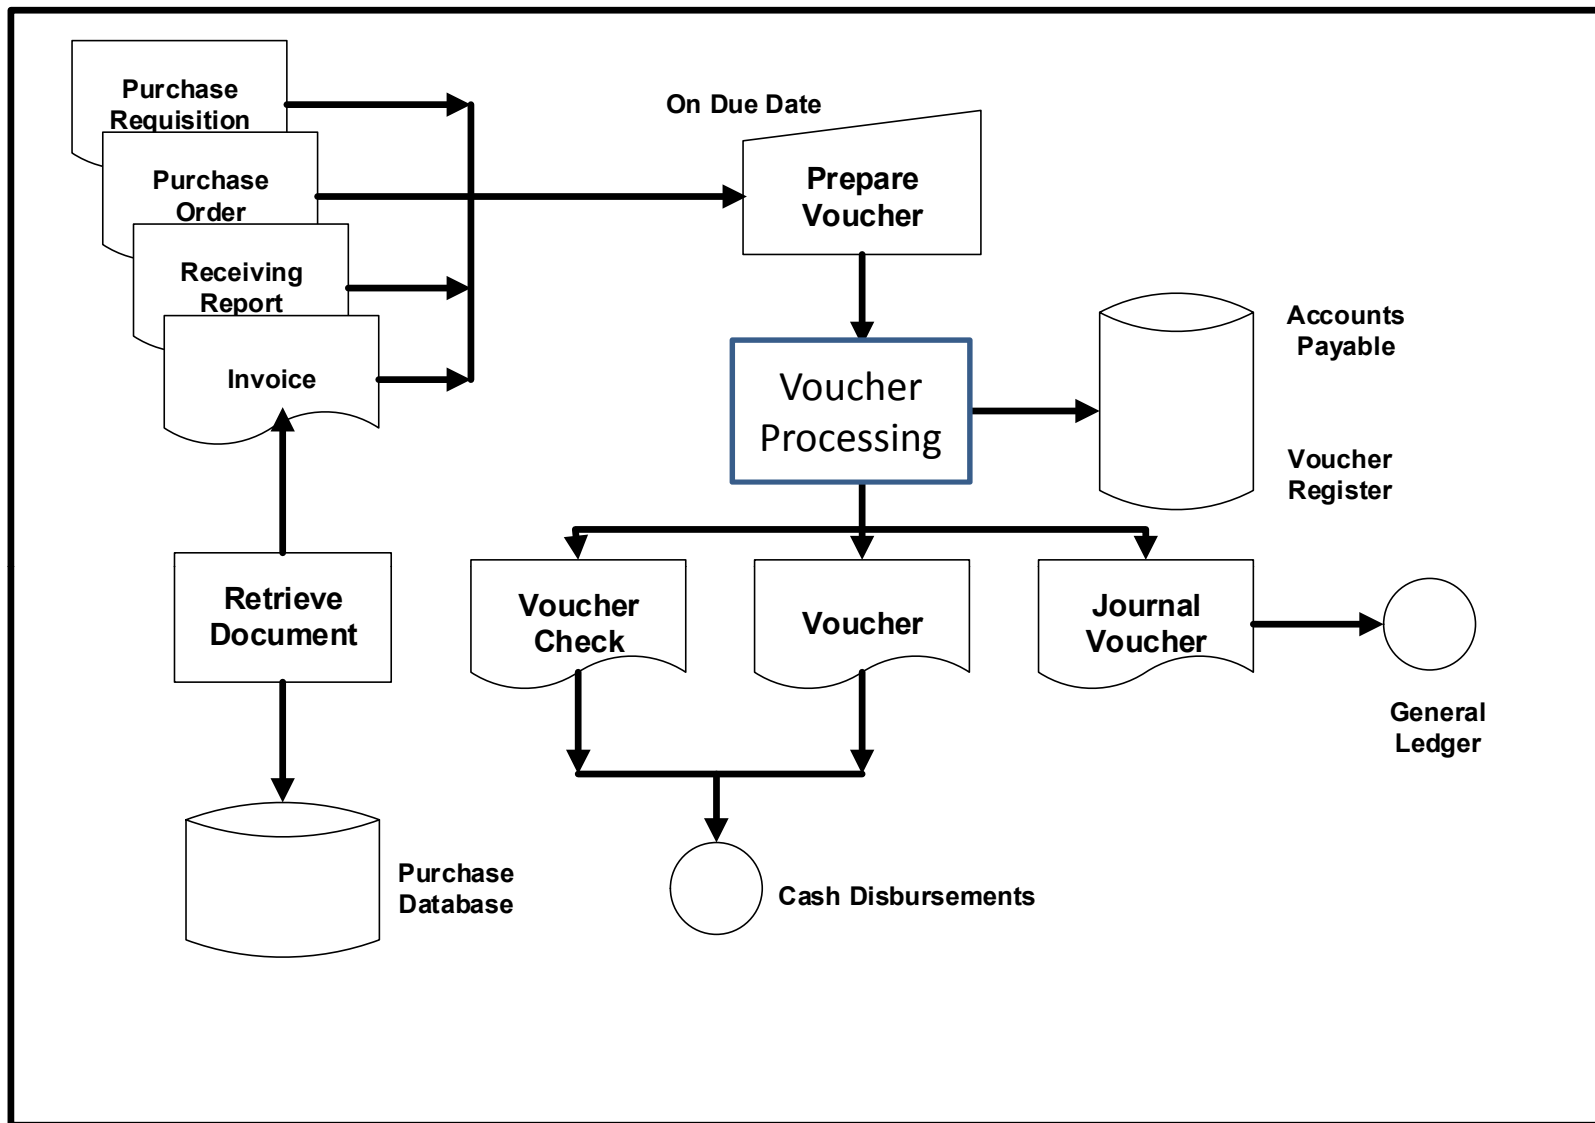 Purchase
Requisition
Purchase
Order
Receiving
Report
Invoice
On Due Date
Prepare
Voucher
Voucher
Processing
Accounts
Payable
Voucher
Register
Retrieve
Document
Voucher
Check
Voucher
Journal
Voucher
General
Ledger
Purchase
Database
Cash Disbursements